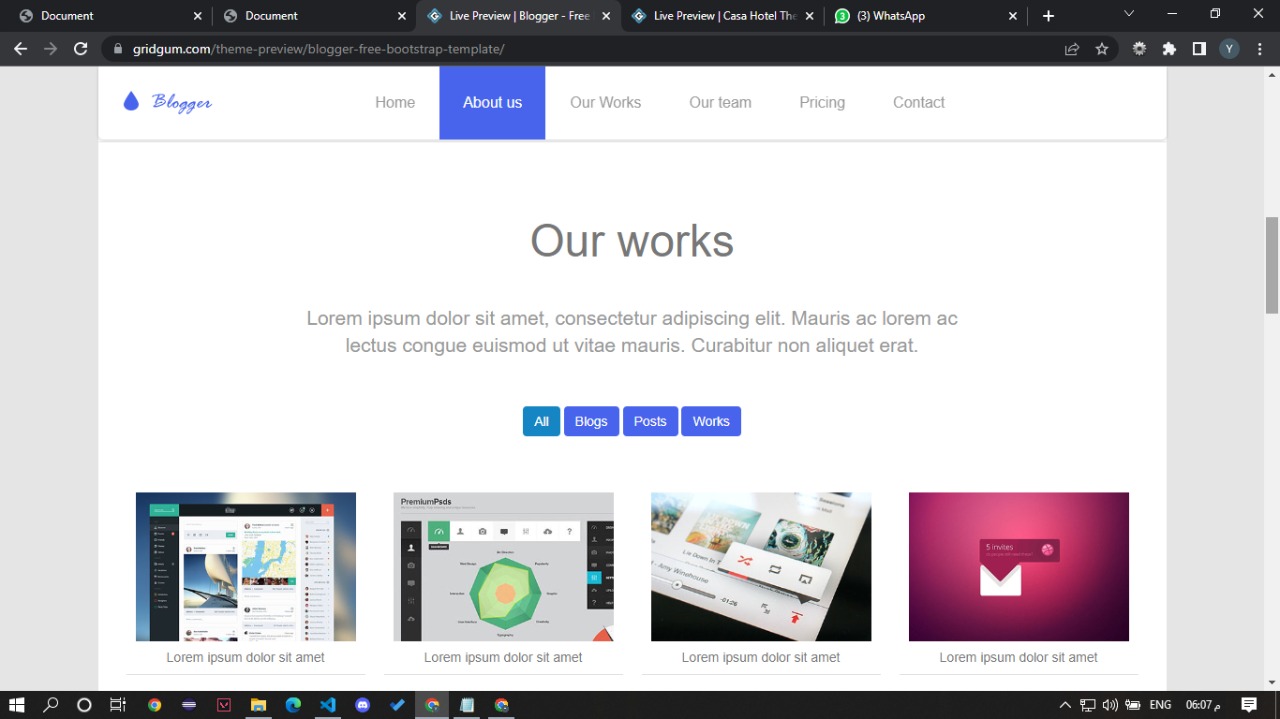 Document
Document
Live Preview | Blogger - Free
Live Preview | Casa Hotel The
(3) WhatsApp
gridgum.com/theme-preview/blogger-free-bootstrap-template/
Y
Blogger
Home
About us
Our Works
Our team
Pricing
Contact
Our works
Lorem ipsum dolor sit amet, consectetur adipiscing elit. Mauris ac lorem ac
lectus congue euismod ut vitae mauris. Curabitur non aliquet erat.
All
Blogs
Posts
Works
PremiumPsds
Amy Winehouse
5 invites
Lorem ipsum dolor sit amet
Lorem ipsum dolor sit amet
Lorem ipsum dolor sit amet
Lorem ipsum dolor sit amet
ENG
06:07 م